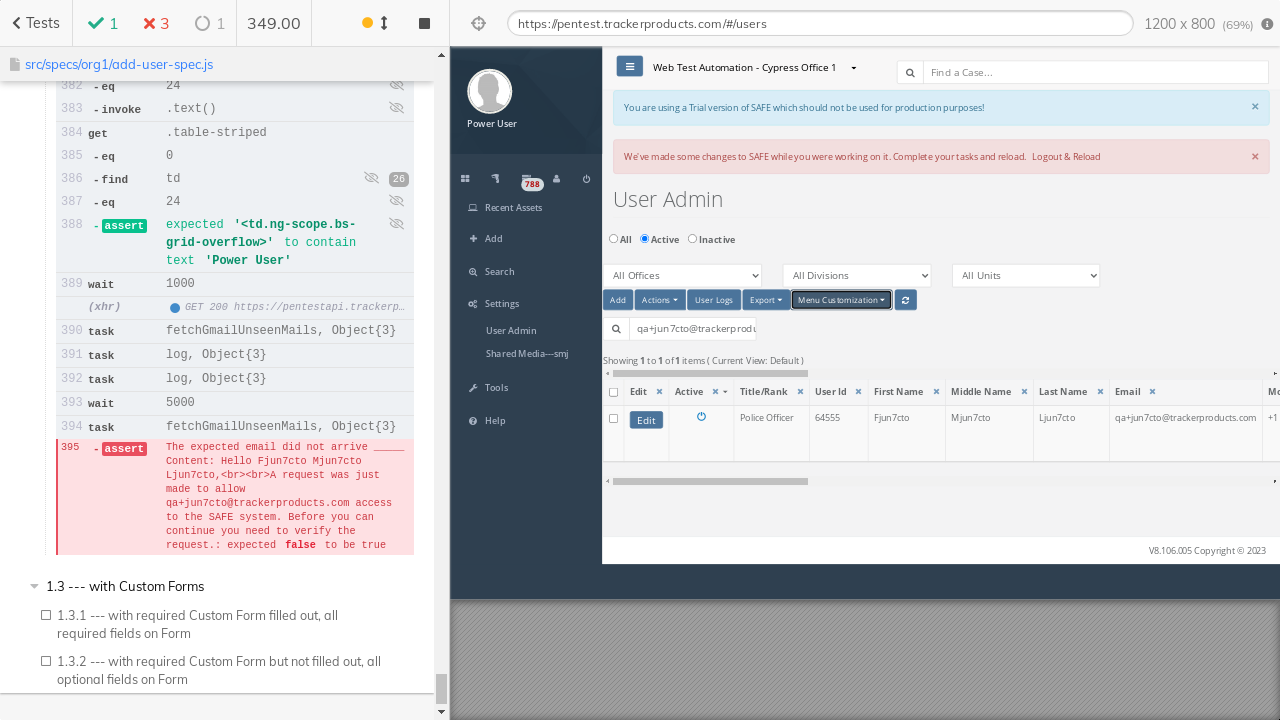 Tests
1
3
1
349.00
src/specs/org1/add-user-spec.js
382 - eq 24
383 - invoke .text()
384 get .table-striped
385 - eq 0
386 - find td 26
387 - eq 24
388 - assert expected '<td.ng-scope.bs-
grid-overflow>' to contain
text 'Power User'
389 wait 1000
(xhr) GET 200 https://pentestapi.trackerp…
390 task fetchGmailUnseenMails, Object{3}
391 task log, Object{3}
392 task log, Object{3}
393 wait 5000
394 task fetchGmailUnseenMails, Object{3}
395 - assert The expected email did not arrive _____
Content: Hello Fjun7cto Mjun7cto
Ljun7cto,<br><br>A request was just
made to allow
qa+jun7cto@trackerproducts.com access
to the SAFE system. Before you can
continue you need to verify the
request.: expected false to be true
1.3 --- with Custom Forms
1.3.1 --- with required Custom Form filled out, all
required fields on Form
1.3.2 --- with required Custom Form but not filled out, all
optional fields on Form
https://pentest.trackerproducts.com/#/users
1200 x 800 (69%)
Power User
788
Recent Assets
Add
Search
Settings
User Admin
Shared Media---smj
Tools
Help
Web Test Automation - Cypress Office 1
Find a Case...
You are using a Trial version of SAFE which should not be used for production purposes! ×
We've made some changes to SAFE while you were working on it. Complete your tasks and reload. Logout & Reload ×
User Admin
All Active Inactive
All Offices All Divisions All Units
Add Actions User Logs Export Menu Customization
qa+jun7cto@trackerprodu
Showing 1 to 1 of 1 items ( Current View: Default )
Edit Active Title/Rank User Id First Name Middle Name Last Name Email Mo
Edit Police Officer 64555 Fjun7cto Mjun7cto Ljun7cto qa+jun7cto@trackerproducts.com +1
V8.106.005 Copyright © 2023